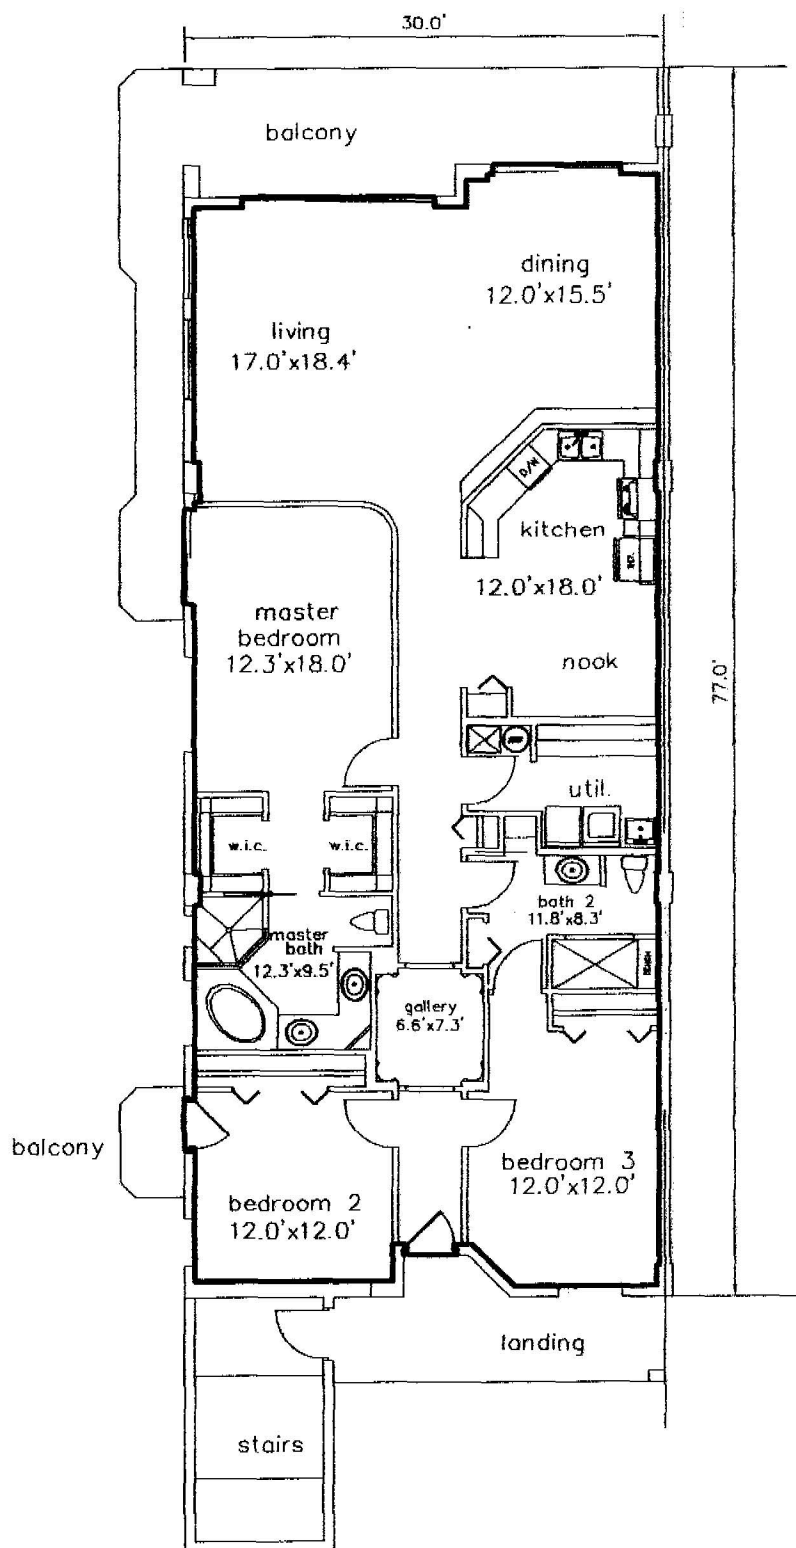 30.0'
balcony
dining
12.0'x15.5'
living
17.0'x18.4'
D/W
kitchen
12.0'x18.0'
REF.
master
bedroom
12.3'x18.0'
nook
77.0'
util.
w.i.c.
w.i.c.
bath 2
11.8'x8.3'
master
bath
12.3'x9.5'
gallery
6.6'x7.3'
balcony
bedroom 3
12.0'x12.0'
bedroom 2
12.0'x12.0'
landing
stairs